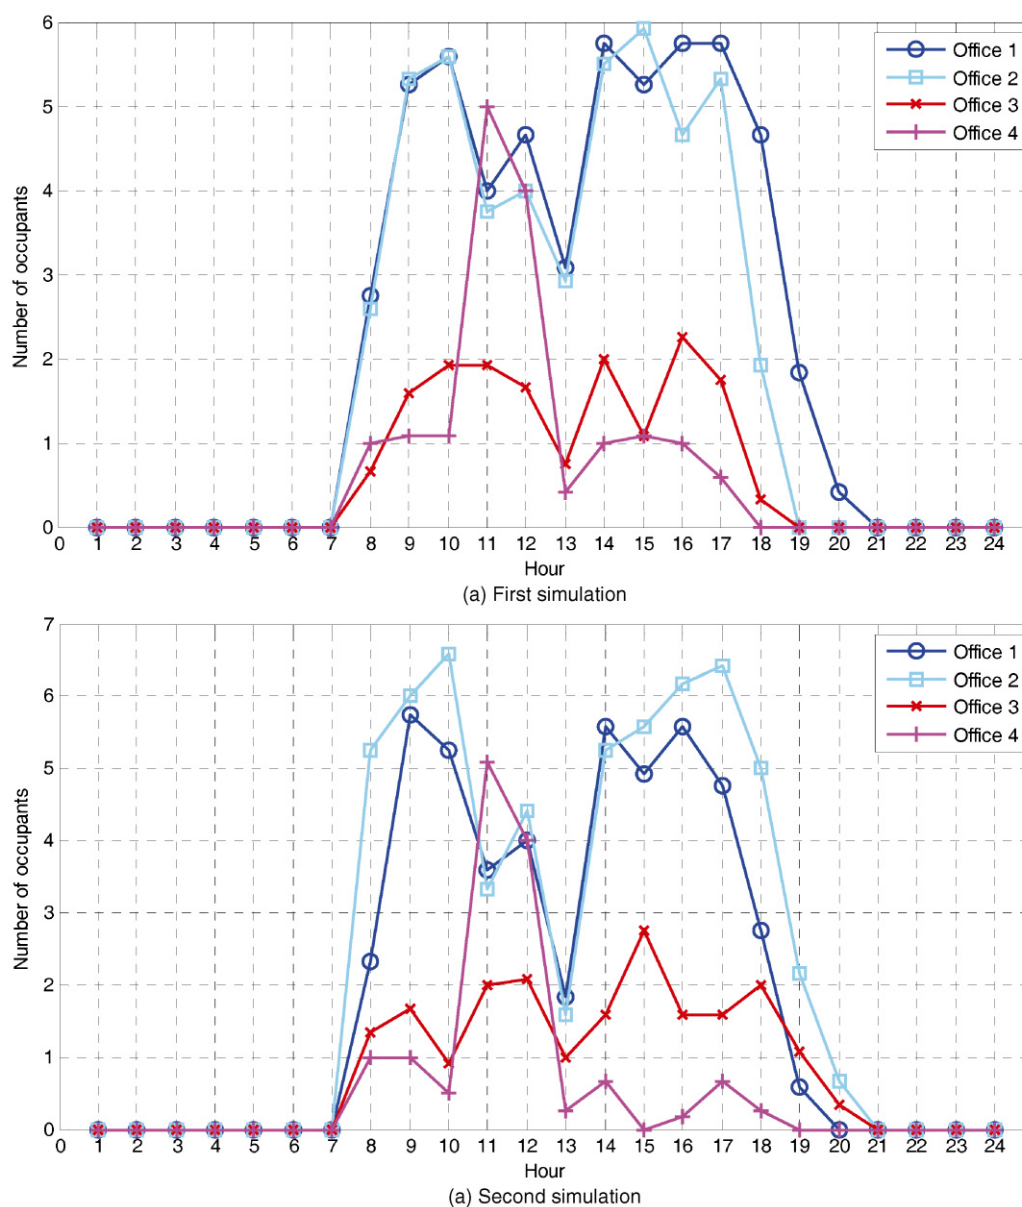 6
5
4
3
2
1
0
Number of occupants
Office 1
Office 2
Office 3
Office 4
0 1 2 3 4 5 6 7 8 9 10 11 12 13 14 15 16 17 18 19 20 21 22 23 24
Hour
(a) First simulation
7
6
5
4
3
2
1
0
Number of occupants
Office 1
Office 2
Office 3
Office 4
0 1 2 3 4 5 6 7 8 9 10 11 12 13 14 15 16 17 18 19 20 21 22 23 24
Hour
(a) Second simulation